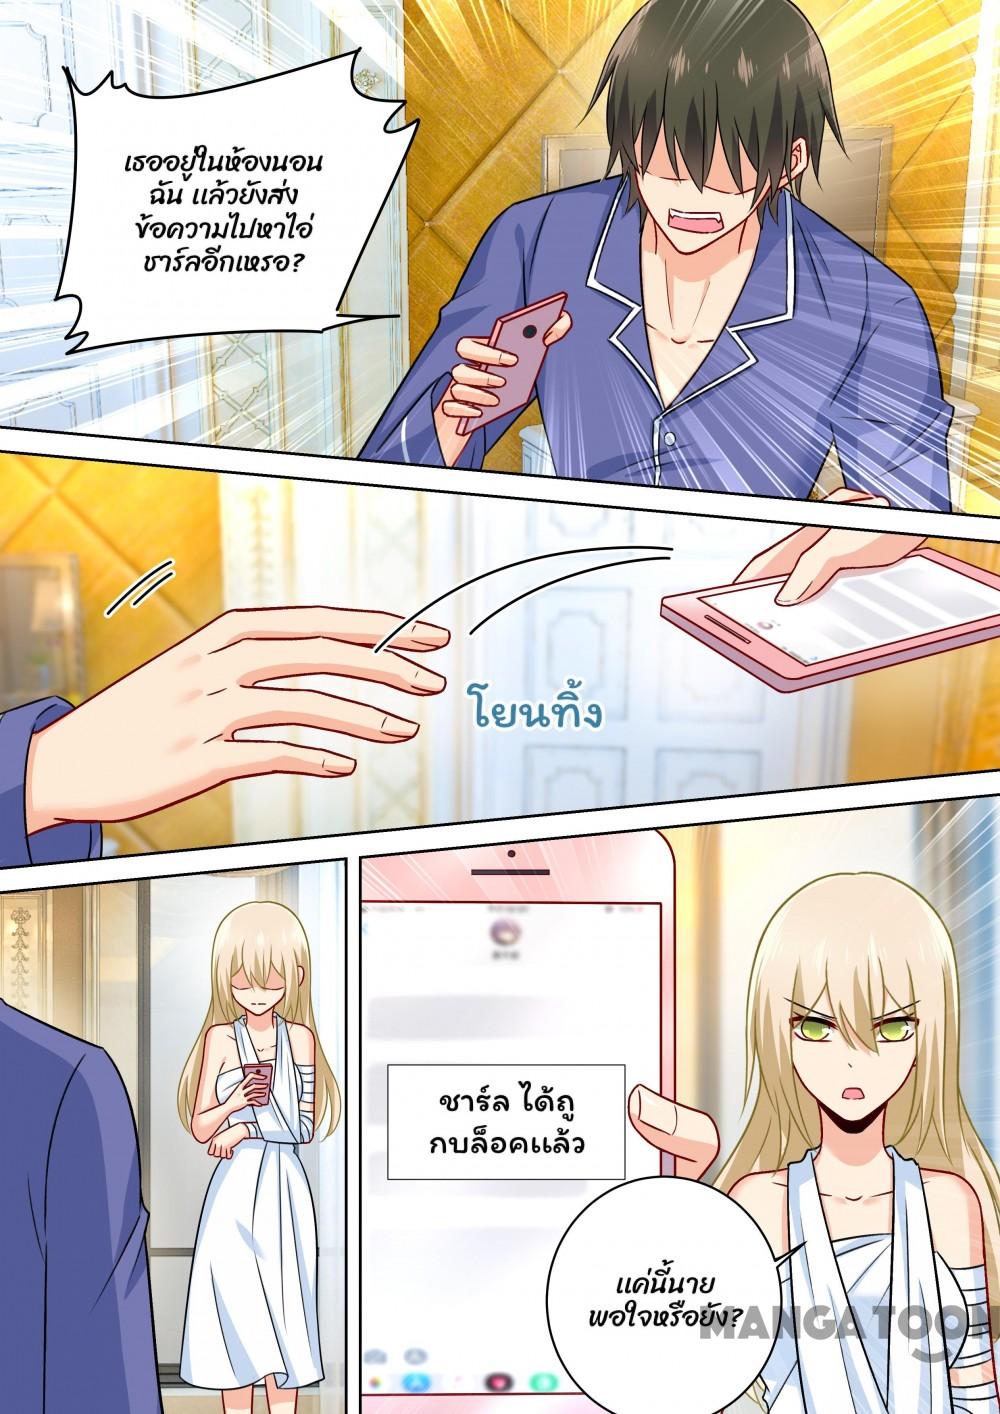 เธออยู่ในห้องนอน
ฉัน แล้วยังส่ง
ข้อความไปหาไอ่
ชาร์ลอีกเหรอ?
โยนทิ้ง
ชาร์ล ได้ถู
กบล็อคแล้ว
แค่นี้นาย
พอใจหรือยัง?
MANGATOON